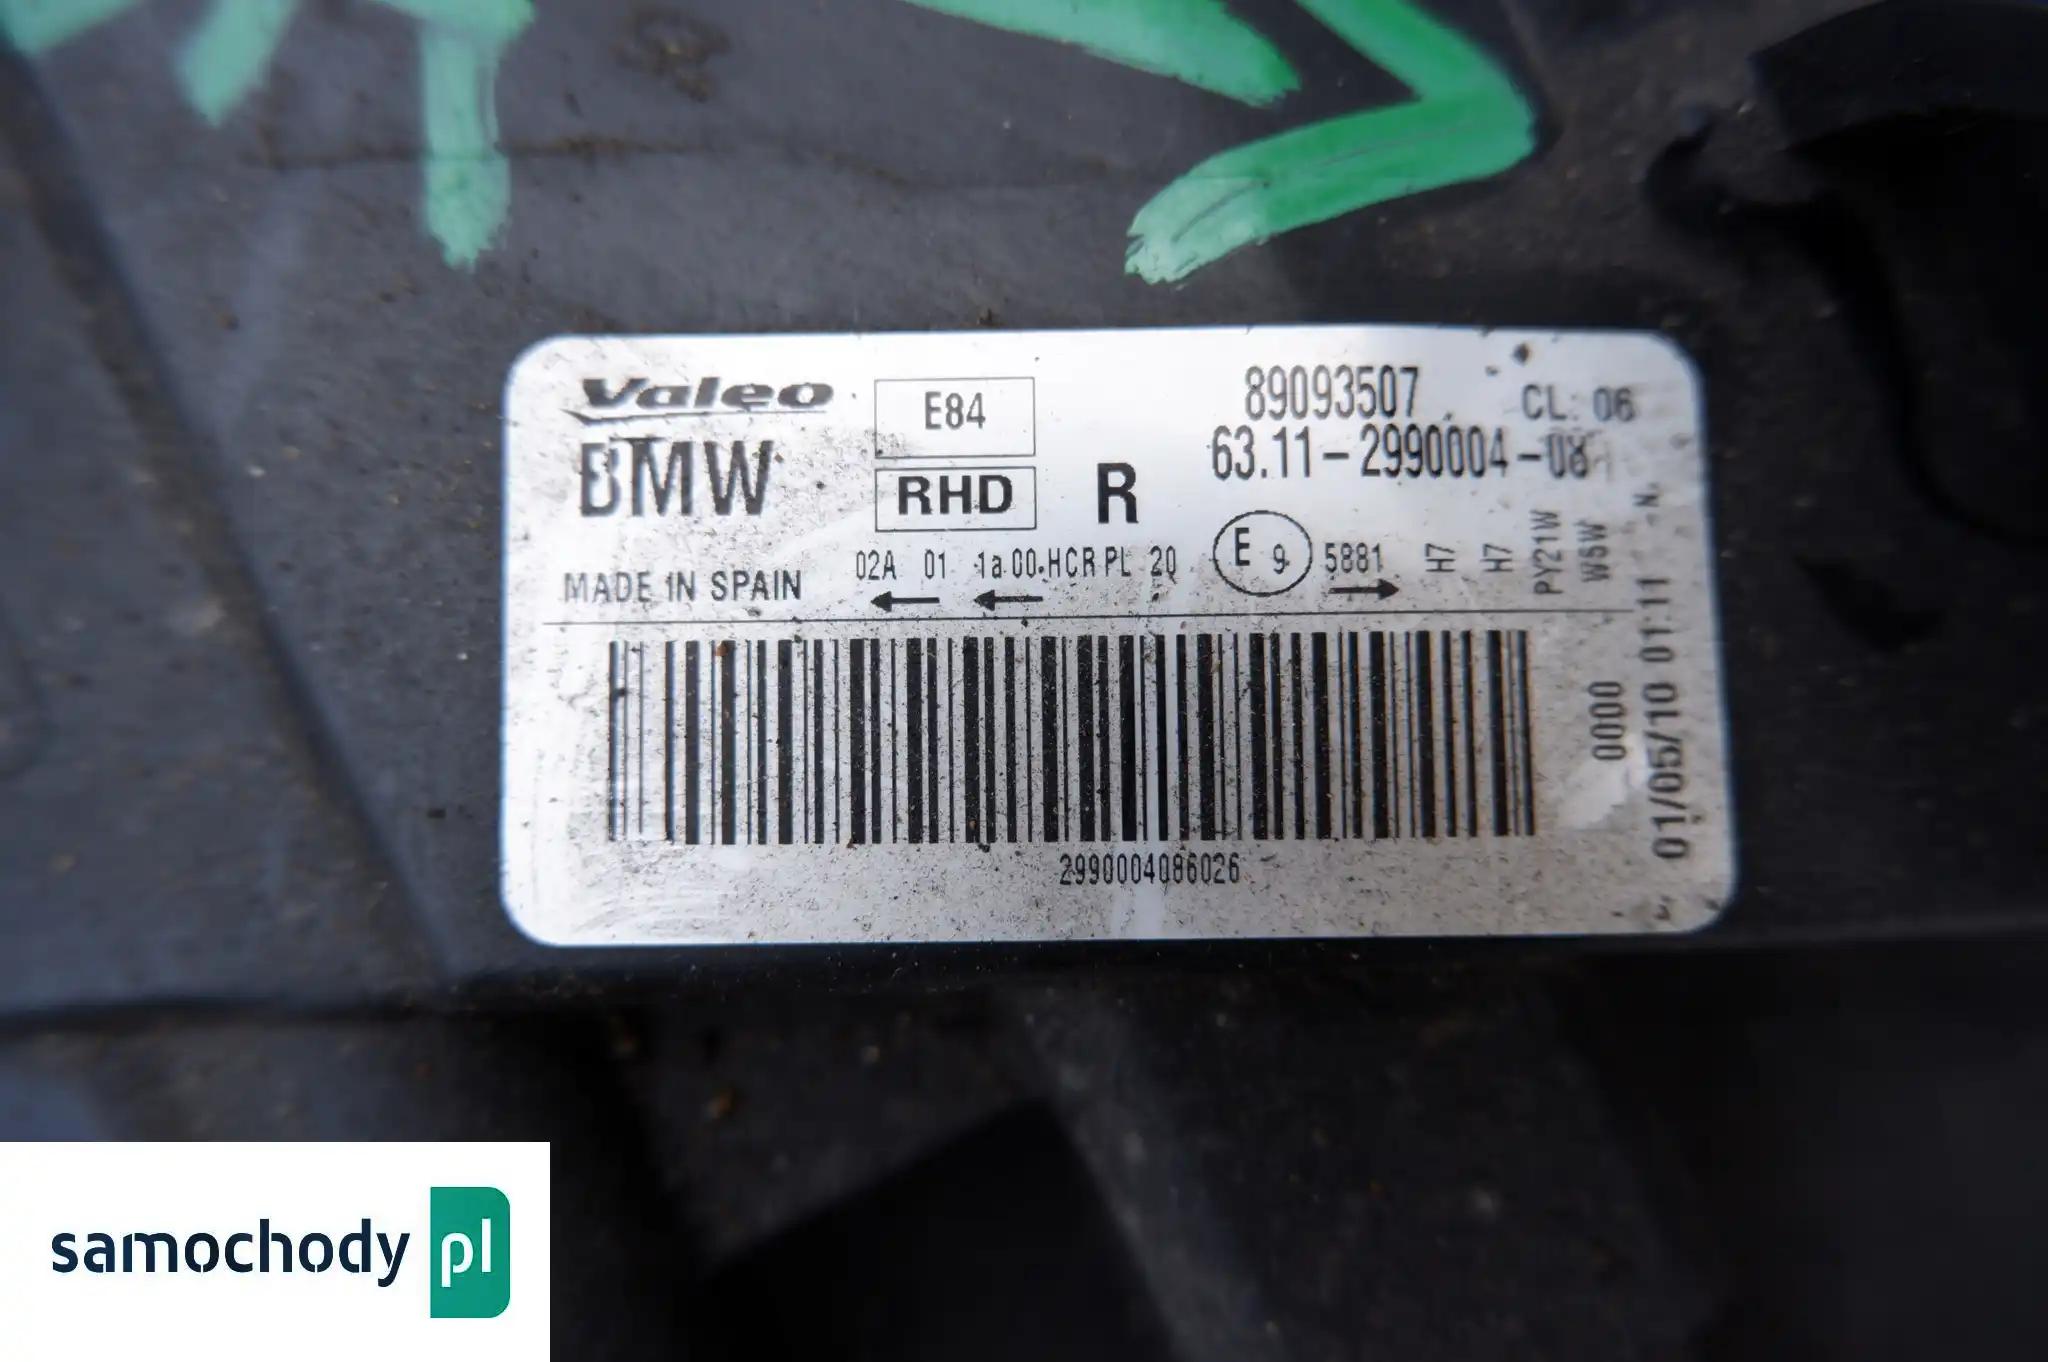 Valeo
BMW
MADE IN SPAIN
E84
RHD
R
89093507
CL: 06
63.11-2990004-08
02A 01 1a 00 HCR PL 20
E 9
5881
H7
H7
PY21W
W5W
2990004086026
0000
01/05/10 01:11
samochody pl